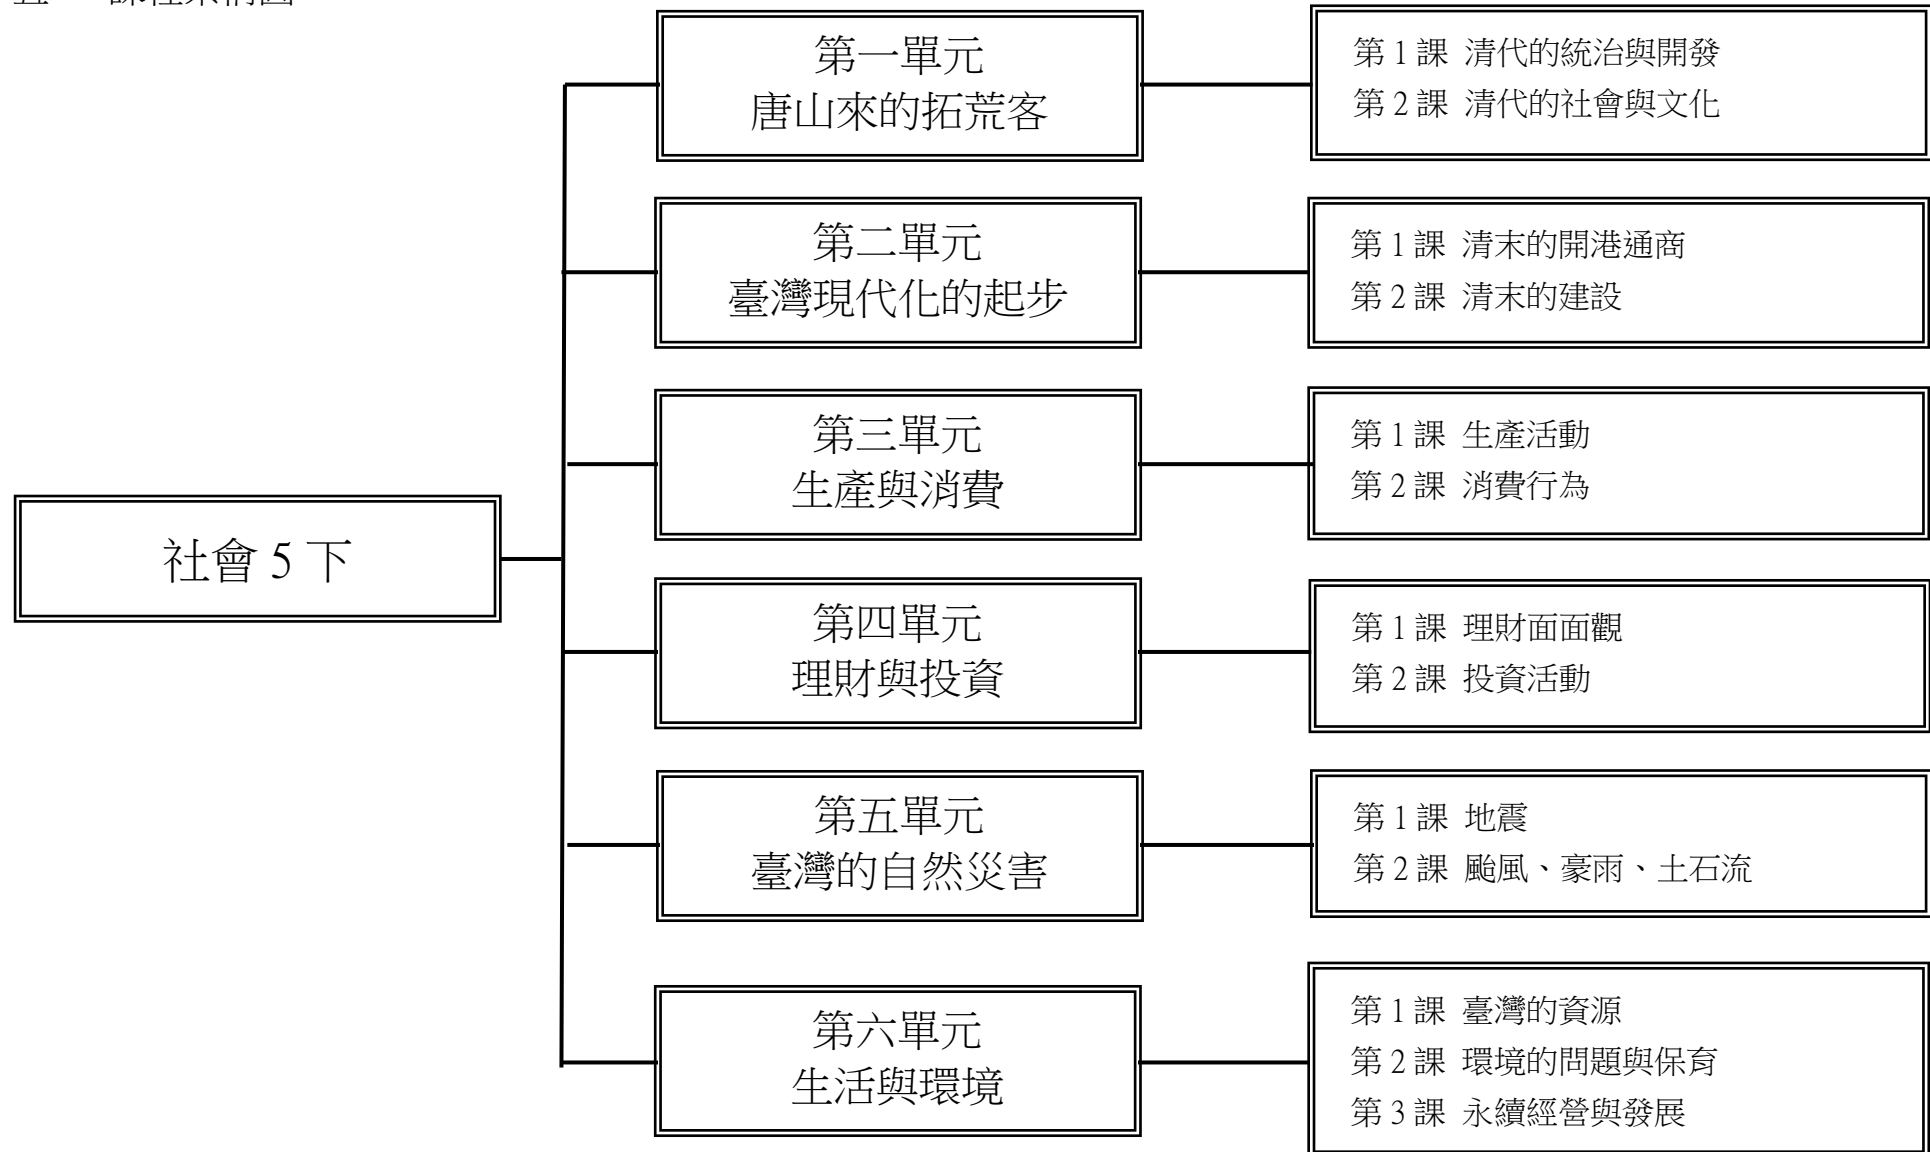 社會 5 下
第一單元
唐山來的拓荒客
第 1 課 清代的統治與開發
第 2 課 清代的社會與文化
第二單元
臺灣現代化的起步
第 1 課 清末的開港通商
第 2 課 清末的建設
第三單元
生產與消費
第 1 課 生產活動
第 2 課 消費行為
第四單元
理財與投資
第 1 課 理財面面觀
第 2 課 投資活動
第五單元
臺灣的自然災害
第 1 課 地震
第 2 課 颱風、豪雨、土石流
第六單元
生活與環境
第 1 課 臺灣的資源
第 2 課 環境的問題與保育
第 3 課 永續經營與發展